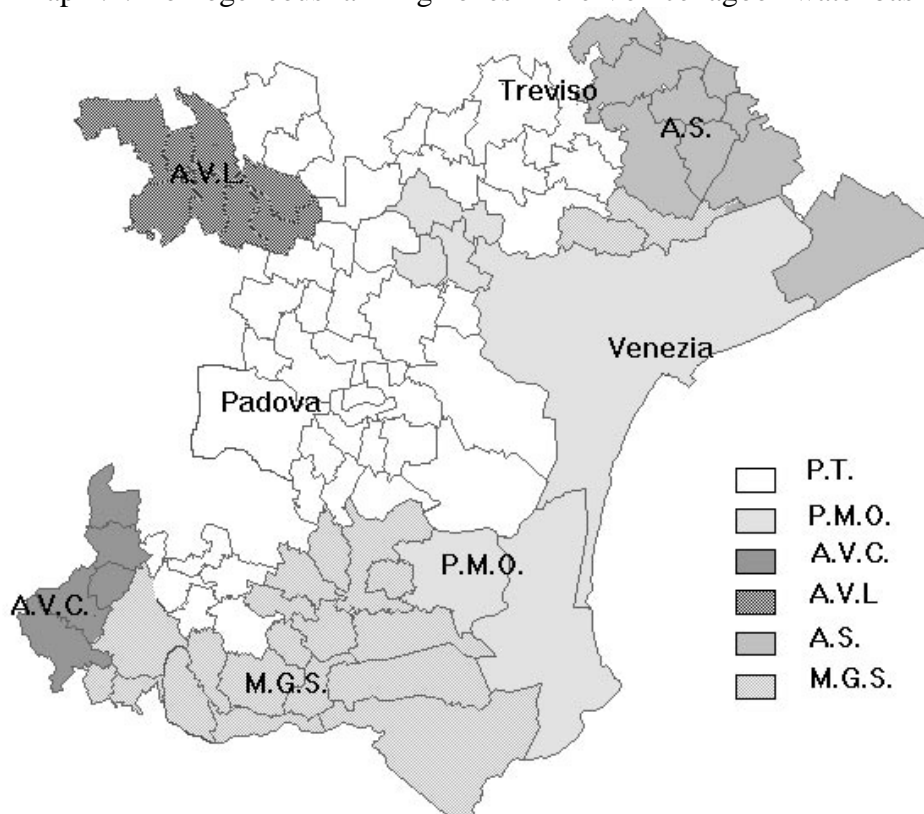 Treviso
A.S.
A.V.L.
Venezia
Padova
P.M.O.
A.V.C.
M.G.S.
P.T.
P.M.O.
A.V.C.
A.V.L
A.S.
M.G.S.